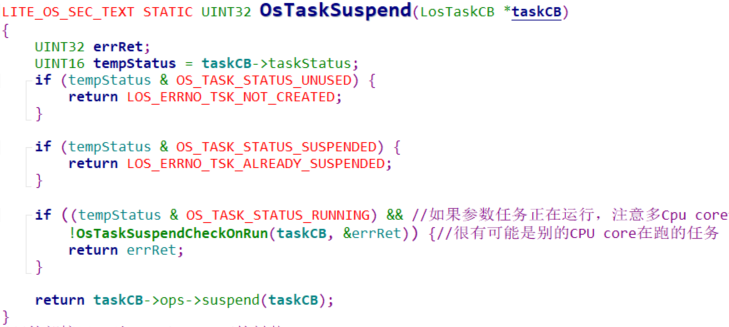 LITE_OS_SEC_TEXT STATIC UINT32 OsTaskSuspend(LosTaskCB *taskCB)
{
    UINT32 errRet;
    UINT16 tempStatus = taskCB->taskStatus;
    if (tempStatus & OS_TASK_STATUS_UNUSED) {
        return LOS_ERRNO_TSK_NOT_CREATED;
    }
    if (tempStatus & OS_TASK_STATUS_SUSPENDED) {
        return LOS_ERRNO_TSK_ALREADY_SUSPENDED;
    }
    if ((tempStatus & OS_TASK_STATUS_RUNNING) && //如果参数任务正在运行，注意多Cpu core
        !OsTaskSuspendCheckOnRun(taskCB, &errRet)) {//很有可能是别的CPU core在跑的任务
        return errRet;
    }
    return taskCB->ops->suspend(taskCB);
}